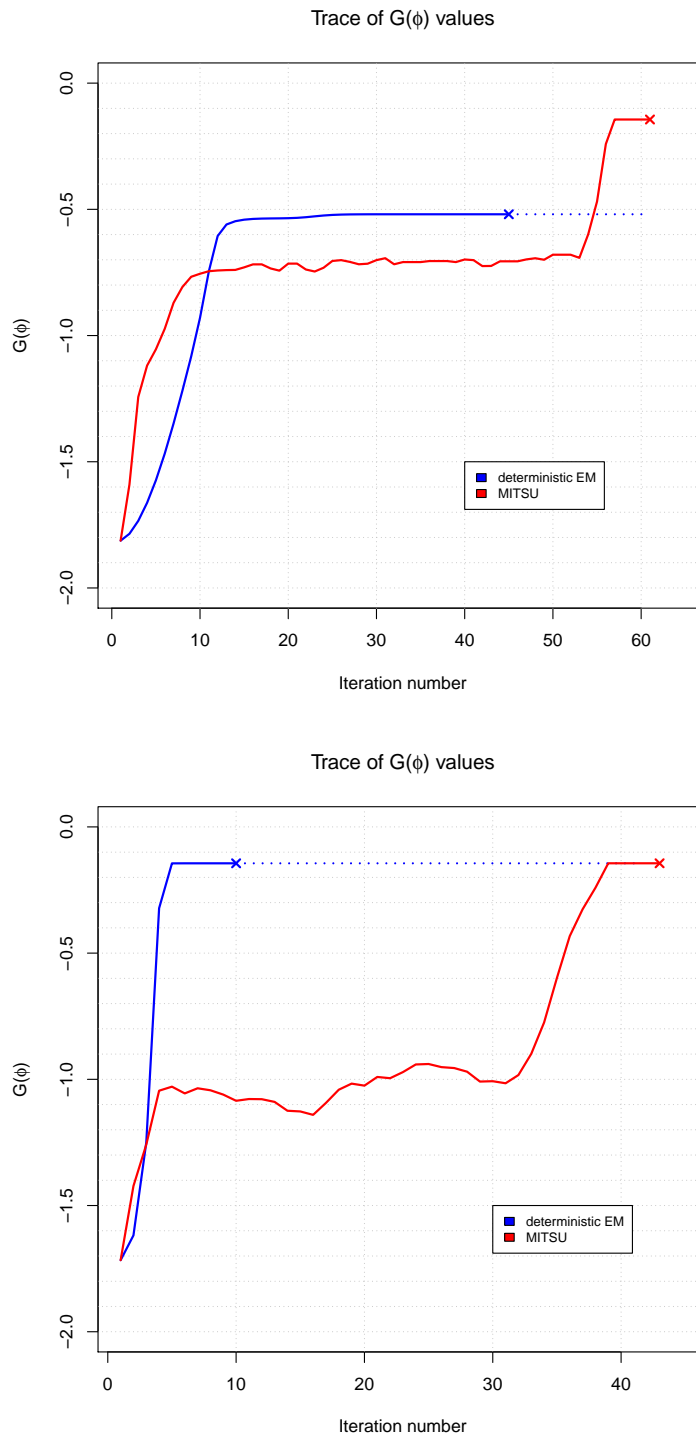 Trace of G(ϕ) values
G(ϕ)
0.0
−0.5
−1.0
−1.5
−2.0
deterministic EM
MITSU
0 10 20 30 40 50 60
Iteration number
Trace of G(ϕ) values
G(ϕ)
0.0
−0.5
−1.0
−1.5
−2.0
deterministic EM
MITSU
0 10 20 30 40
Iteration number